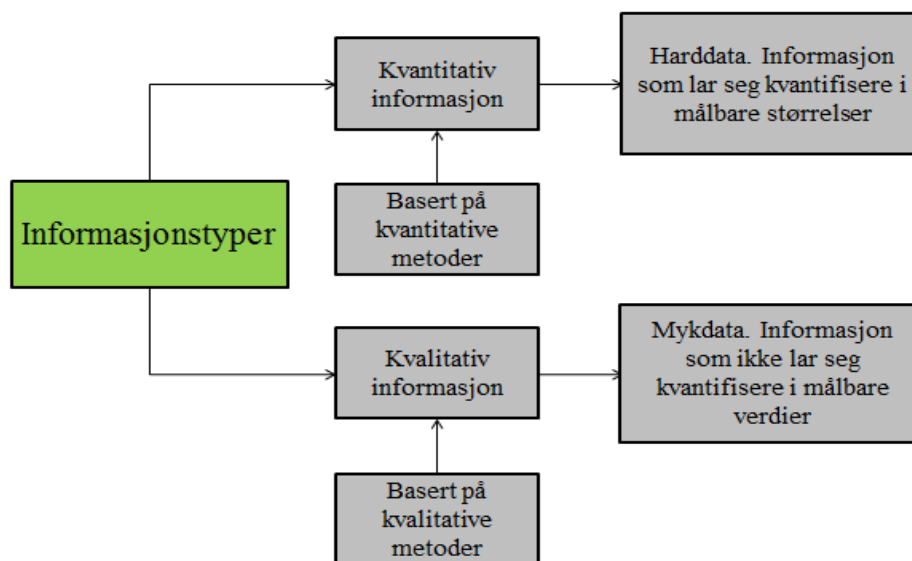 Kvantitativ
informasjon
Harddata. Informasjon
som lar seg kvantifisere i
målbare størrelser
Informasjonstyper
Basert på
kvantitative
metoder
Kvalitativ
informasjon
Mykdata. Informasjon
som ikke lar seg
kvantifisere i målbare
verdier
Basert på
kvalitative
metoder